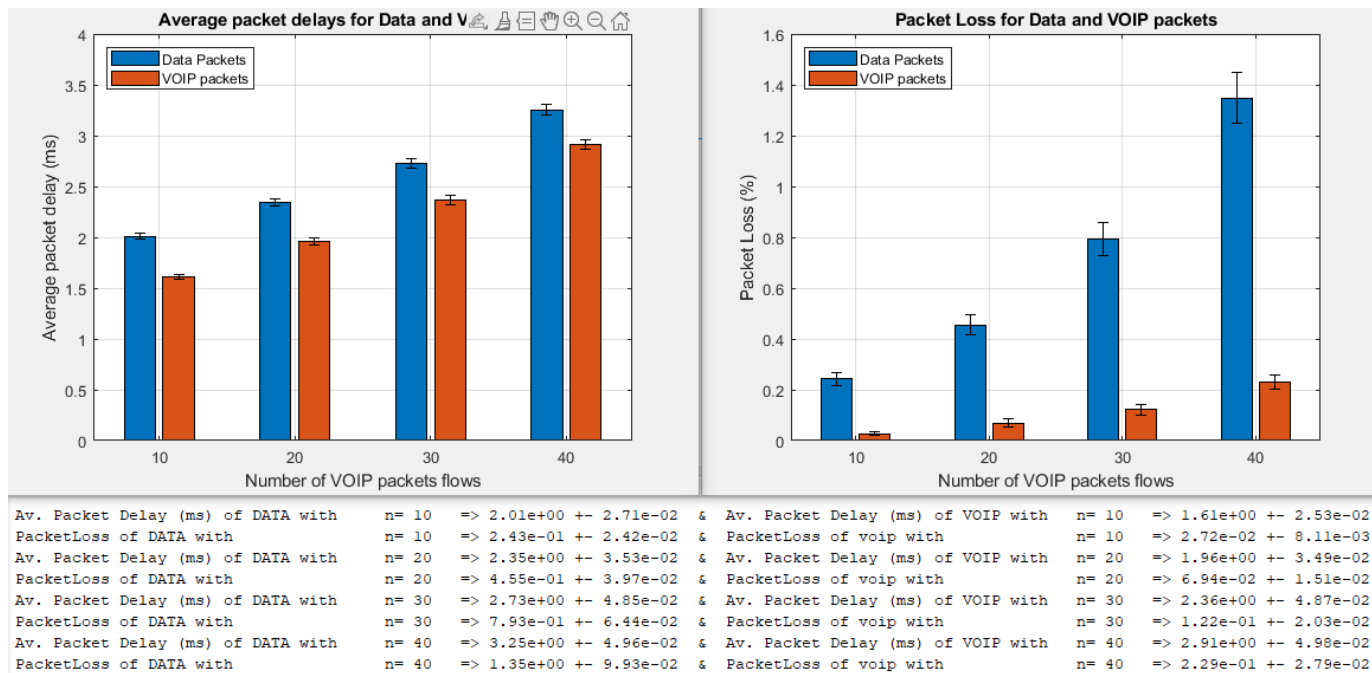 Average packet delays for Data and V
Data Packets
VOIP packets
4
3.5
3
2.5
2
1.5
1
0.5
0
Average packet delay (ms)
10 20 30 40
Number of VOIP packets flows
Packet Loss for Data and VOIP packets
Data Packets
VOIP packets
1.6
1.4
1.2
1
0.8
0.6
0.4
0.2
0
Packet Loss (%)
10 20 30 40
Number of VOIP packets flows
Av. Packet Delay (ms) of DATA with n= 10 => 2.01e+00 +- 2.71e-02 & Av. Packet Delay (ms) of VOIP with n= 10 => 1.61e+00 +- 2.53e-02
PacketLoss of DATA with n= 10 => 2.43e-01 +- 2.42e-02 & PacketLoss of voip with n= 10 => 2.72e-02 +- 8.11e-03
Av. Packet Delay (ms) of DATA with n= 20 => 2.35e+00 +- 3.53e-02 & Av. Packet Delay (ms) of VOIP with n= 20 => 1.96e+00 +- 3.49e-02
PacketLoss of DATA with n= 20 => 4.55e-01 +- 3.97e-02 & PacketLoss of voip with n= 20 => 6.94e-02 +- 1.51e-02
Av. Packet Delay (ms) of DATA with n= 30 => 2.73e+00 +- 4.85e-02 & Av. Packet Delay (ms) of VOIP with n= 30 => 2.36e+00 +- 4.87e-02
PacketLoss of DATA with n= 30 => 7.93e-01 +- 6.44e-02 & PacketLoss of voip with n= 30 => 1.22e-01 +- 2.03e-02
Av. Packet Delay (ms) of DATA with n= 40 => 3.25e+00 +- 4.96e-02 & Av. Packet Delay (ms) of VOIP with n= 40 => 2.91e+00 +- 4.98e-02
PacketLoss of DATA with n= 40 => 1.35e+00 +- 9.93e-02 & PacketLoss of voip with n= 40 => 2.29e-01 +- 2.79e-02